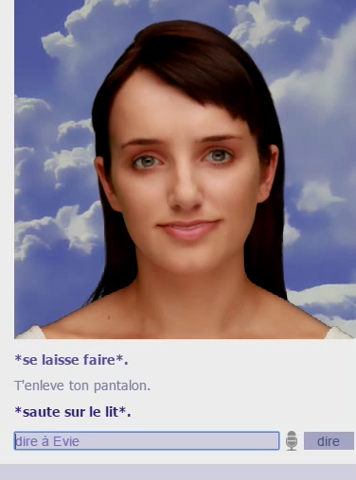 *se laisse faire*.
T'enleve ton pantalon.
*saute sur le lit*.
dire à Evie
dire